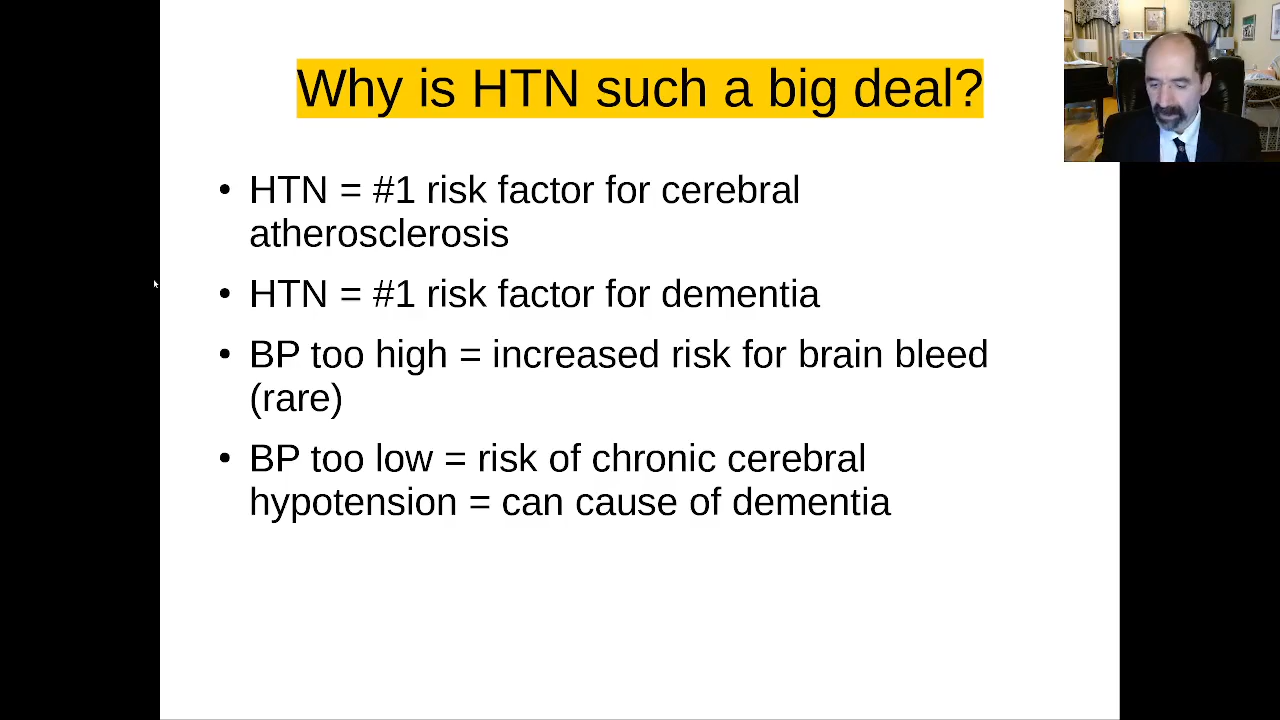 Why is HTN such a big deal?
• HTN = #1 risk factor for cerebral
atherosclerosis
• HTN = #1 risk factor for dementia
• BP too high = increased risk for brain bleed
(rare)
• BP too low = risk of chronic cerebral
hypotension = can cause of dementia